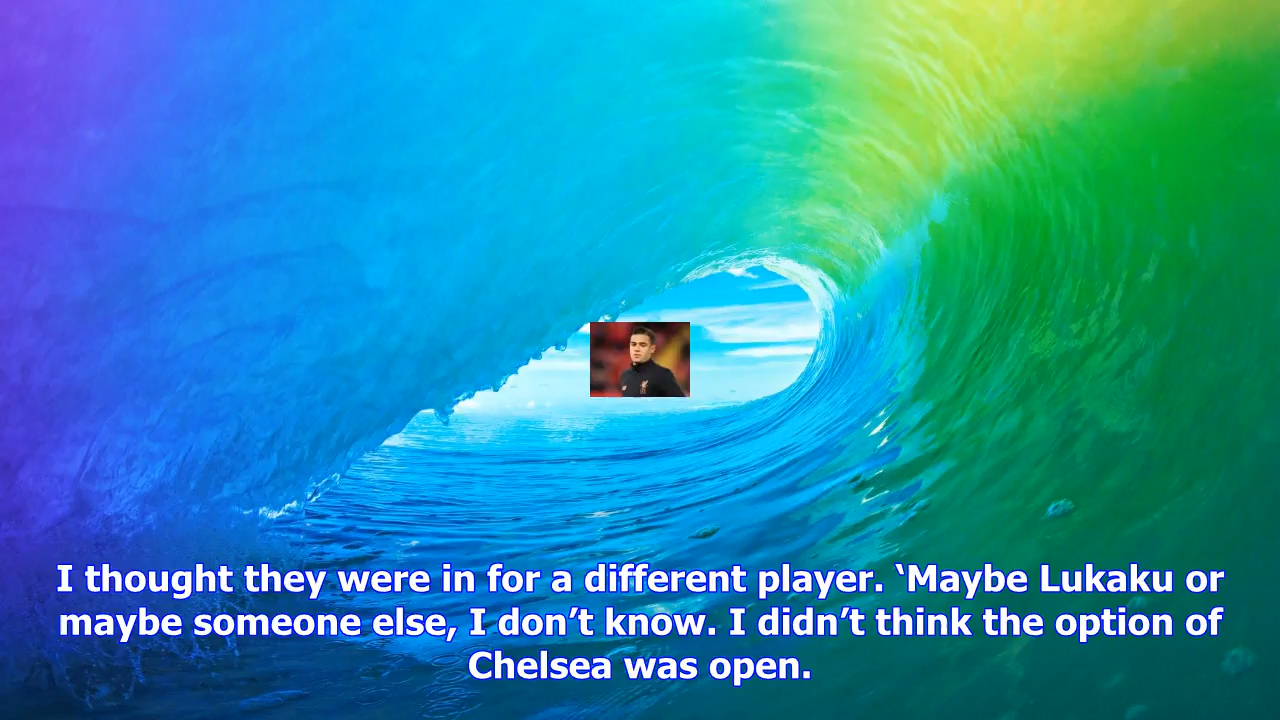 I thought they were in for a different player. ‘Maybe Lukaku or
maybe someone else, I don’t know. I didn’t think the option of
Chelsea was open.